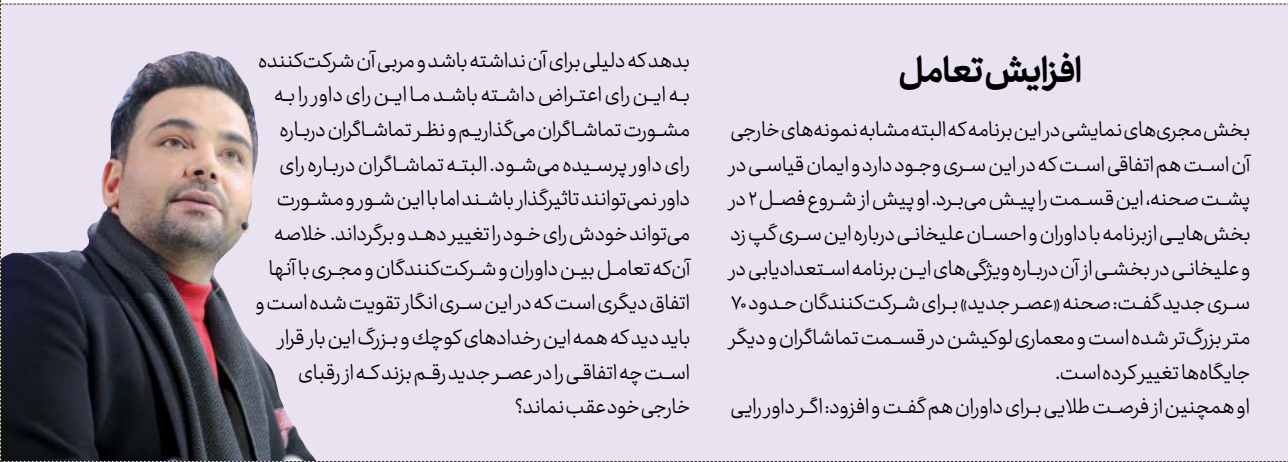 افزایش تعامل
بخش مجری‌های نمایشی در این برنامه که البته مشابه نمونه‌های خارجی
آن است هم اتفاقی است که در این سری وجود دارد و ایمان قیاسی در
پشت صحنه، این قسمت را پیش می‌برد. او پیش از شروع فصل ۲ در
بخش‌هایی ازبرنامه با داوران و احسان علیخانی درباره این سری گپ زد
و علیخانی در بخشی از آن درباره ویژگی‌های این برنامه استعدادیابی در
سری جدید گفت: صحنه «عصر جدید» برای شرکت‌کنندگان حدود ۷۰
متر بزرگ‌تر شده است و معماری لوکیشن در قسمت تماشاگران و دیگر
جایگاه‌ها تغییر کرده است.
او همچنین از فرصت طلایی برای داوران هم گفت و افزود: اگر داور رایی
بدهد که دلیلی برای آن نداشته باشد و مربی آن شرکت‌کننده
به این رای اعتراض داشته باشد ما این رای داور را به
مشورت تماشاگران می‌گذاریم و نظر تماشاگران درباره
رای داور پرسیده می‌شود. البته تماشاگران درباره رای
داور نمی‌توانند تاثیرگذار باشند اما با این شور و مشورت
می‌تواند خودش رای خود را تغییر دهد و برگرداند. خلاصه
آن‌که تعامل بین داوران و شرکت‌کنندگان و مجری با آنها
اتفاق دیگری است که در این سری انگار تقویت شده است و
باید دید که همه این رخدادهای کوچك و بزرگ این بار قرار
است چه اتفاقی را در عصر جدید رقم بزند که از رقبای
خارجی خود عقب نماند؟